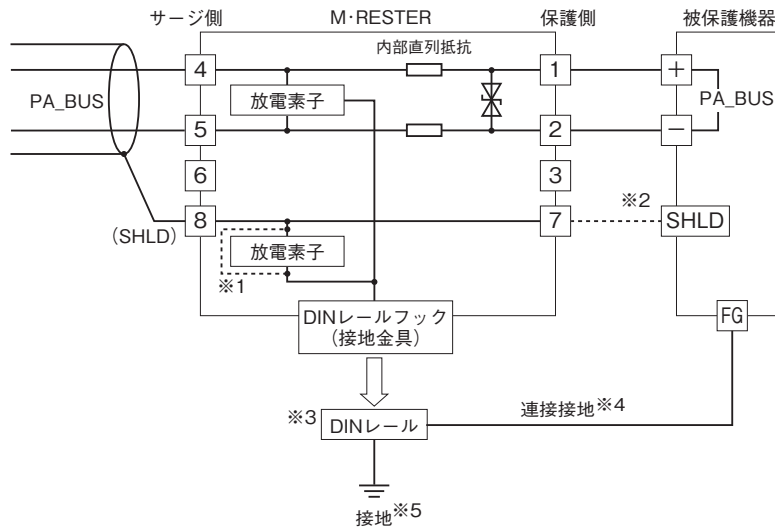 サージ側
M·RESTER
保護側
被保護機器
内部直列抵抗
4
1
+
放電素子
PA_BUS
PA_BUS
5
2
−
6
3
※2
(SHLD)
8
7
SHLD
放電素子
※1
DINレールフック
(接地金具)
FG
※3
DINレール
連接接地※4
接地※5